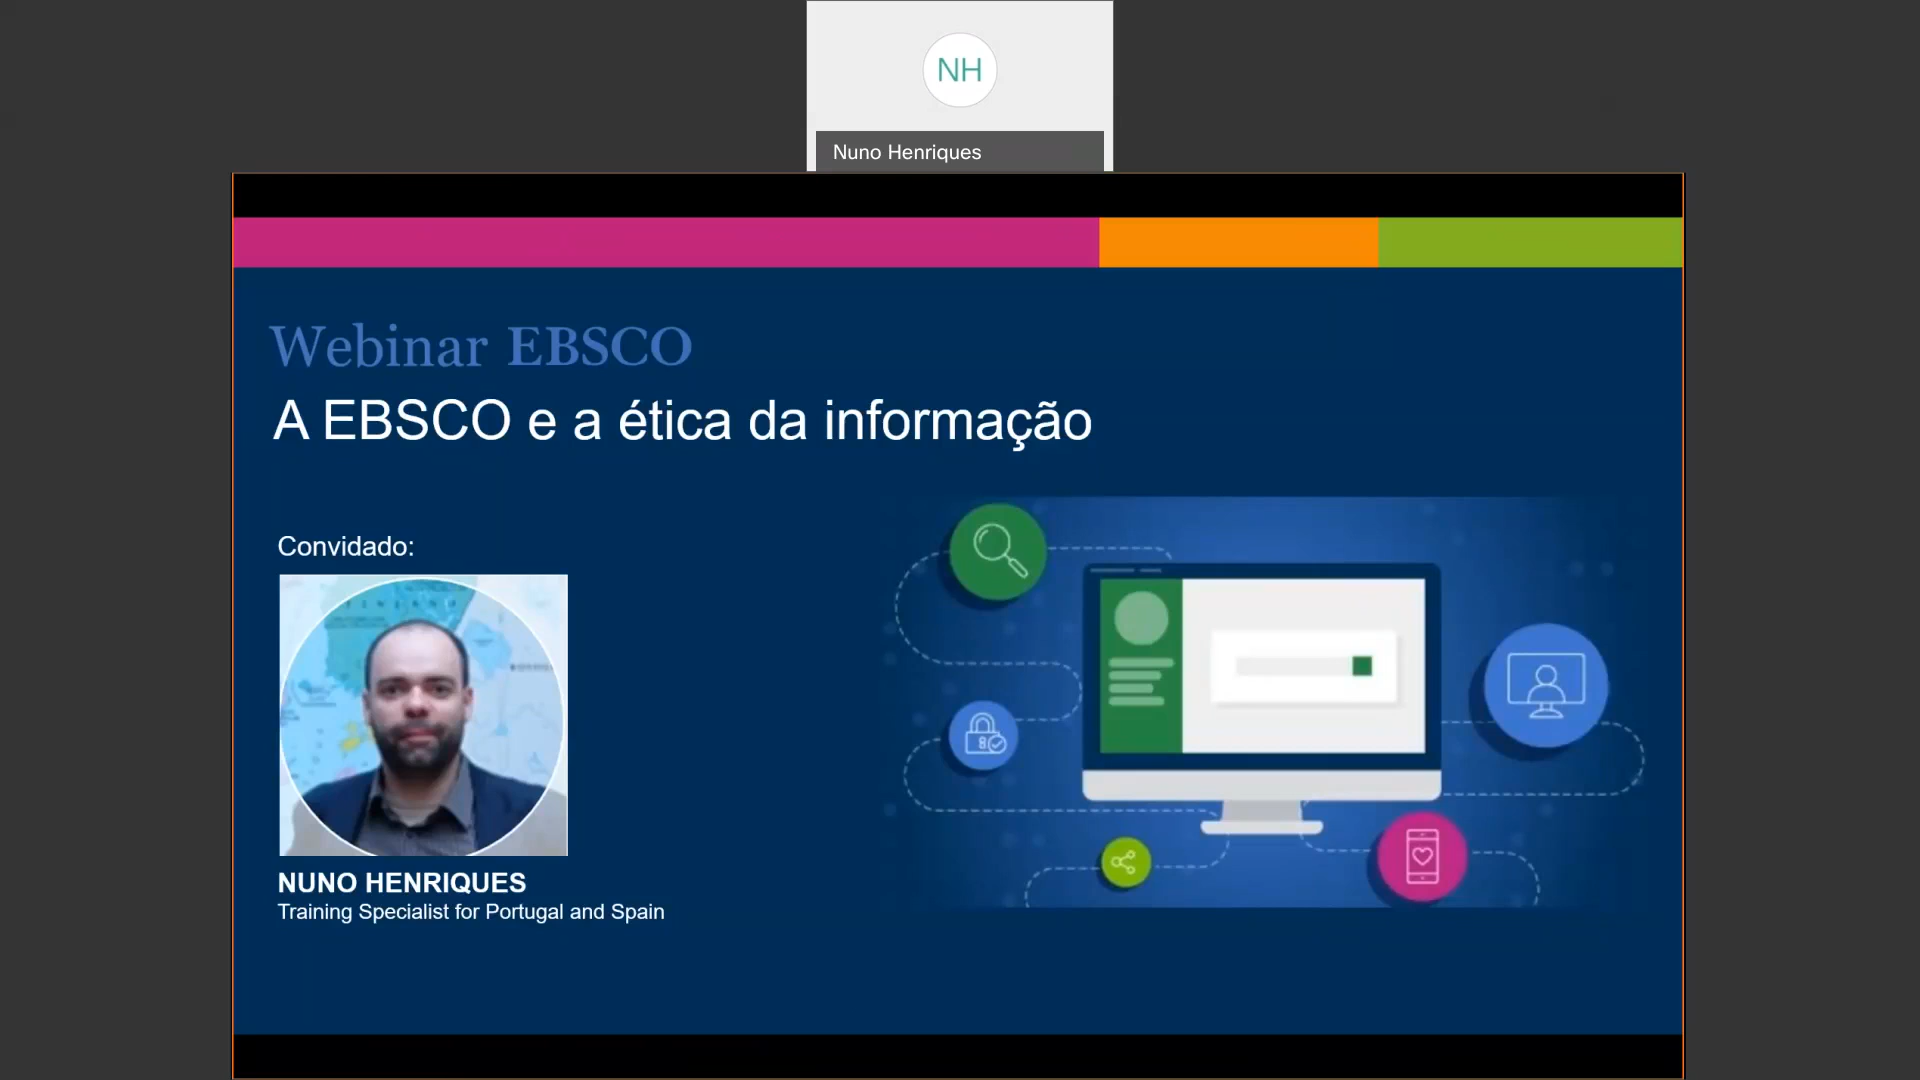 NH
Nuno Henriques
Webinar EBSCO
A EBSCO e a ética da informação
Convidado:
NUNO HENRIQUES
Training Specialist for Portugal and Spain